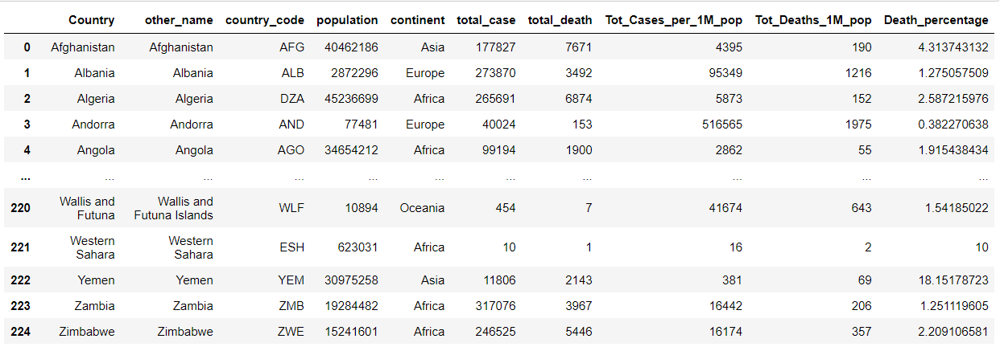 Country other_name country_code population continent total_case total_death Tot_Cases_per_1M_pop Tot_Deaths_1M_pop Death_percentage
0 Afghanistan Afghanistan AFG 40462186 Asia 177827 7671 4395 190 4.313743132
1 Albania Albania ALB 2872296 Europe 273870 3492 95349 1216 1.275057509
2 Algeria Algeria DZA 45236699 Africa 265691 6874 5873 152 2.587215976
3 Andorra Andorra AND 77481 Europe 40024 153 516565 1975 0.382270638
4 Angola Angola AGO 34654212 Africa 99194 1900 2862 55 1.915438434
... ... ... ... ... ... ... ... ... ... ...
220 Wallis and Futuna Wallis and Futuna Islands WLF 10894 Oceania 454 7 41674 643 1.54185022
221 Western Sahara Western Sahara ESH 623031 Africa 10 1 16 2 10
222 Yemen Yemen YEM 30975258 Asia 11806 2143 381 69 18.15178723
223 Zambia Zambia ZMB 19284482 Africa 317076 3967 16442 206 1.251119605
224 Zimbabwe Zimbabwe ZWE 15241601 Africa 246525 5446 16174 357 2.209106581